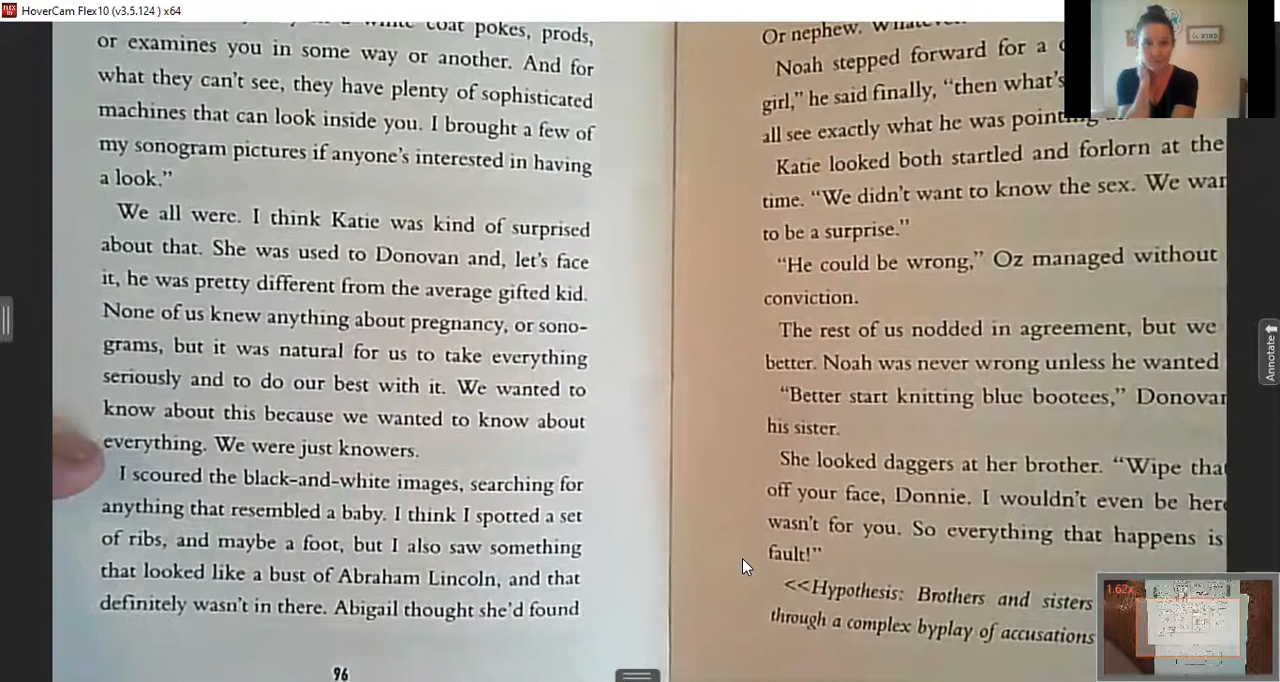 HoverCam Flex10 (v3.5.124 ) x64
coat pokes, prods,
or examines you in some way or another. And for
what they can't see, they have plenty of sophisticated
machines that can look inside you. I brought a few of
my sonogram pictures if anyone's interested in having
a look."
We all were. I think Katie was kind of surprised
about that. She was used to Donovan and, let's face
it, he was pretty different from the average gifted kid.
None of us knew anything about pregnancy, or sono-
grams, but it was natural for us to take everything
seriously and to do our best with it. We wanted to
know about this because we wanted to know about
everything. We were just knowers.
I scoured the black-and-white images, searching for
anything that resembled a baby. I think I spotted a set
of ribs, and maybe a foot, but I also saw something
that looked like a bust of Abraham Lincoln, and that
definitely wasn't in there. Abigail thought she'd found
96
Or nephew.
Noah stepped forward for a
girl," he said finally, "then what's
all see exactly what he was
Katie looked both startled and forlorn at the
time. "We didn't want to know the sex. We
to be a surprise."
"He could be wrong," Oz managed without
conviction.
The rest of us nodded in agreement, but we
better. Noah was never wrong unless he wanted
"Better start knitting blue bootees,"
his sister.
She looked daggers at her brother. "Wipe
off your face, Donnie. I wouldn't even be
wasn't for you. So everything that happens is
fault!"
<<Hypothesis: Brothers and sisters
through a complex byplay of accusations
KIND
Annotate
1.62x